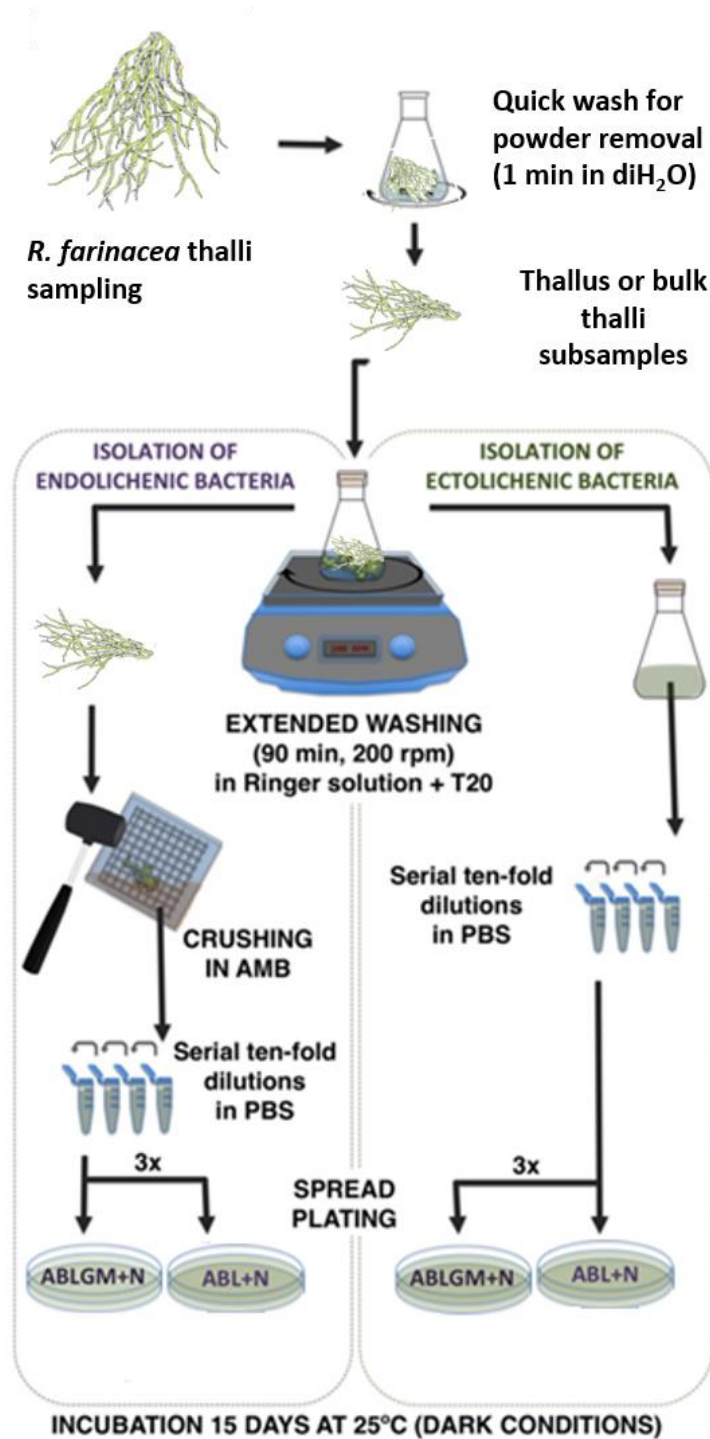 Quick wash for
powder removal
(1 min in diH₂O)
R. farinacea thalli
sampling
Thallus or bulk
thalli
subsamples
ISOLATION OF
ENDOLICHENIC BACTERIA
ISOLATION OF
ECTOLICHENIC BACTERIA
EXTENDED WASHING
(90 min, 200 rpm)
in Ringer solution + T20
CRUSHING
IN AMB
Serial ten-fold
dilutions
in PBS
Serial ten-fold
dilutions
in PBS
3x
3x
SPREAD
PLATING
ABLGM+N
ABL+N
ABLGM+N
ABL+N
INCUBATION 15 DAYS AT 25ºC (DARK CONDITIONS)